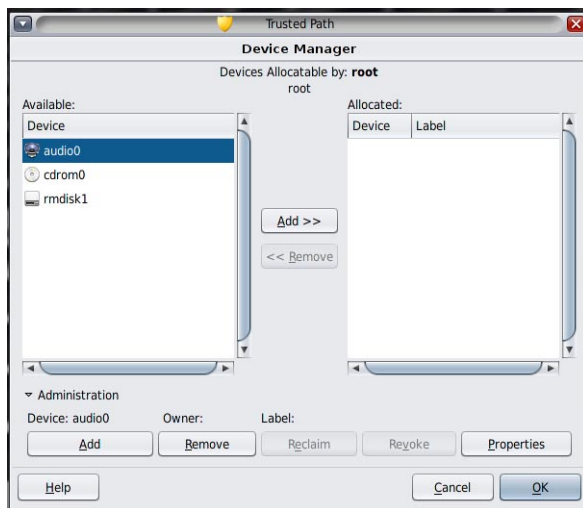 Trusted Path
Device Manager
Devices Allocatable by: root
root
Available:
Device
audio0
cdrom0
rmdisk1
Add >>
<< Remove
Allocated:
Device Label
Administration
Device: audio0 Owner: Label:
Add Remove Reclaim Revoke Properties
Help Cancel OK